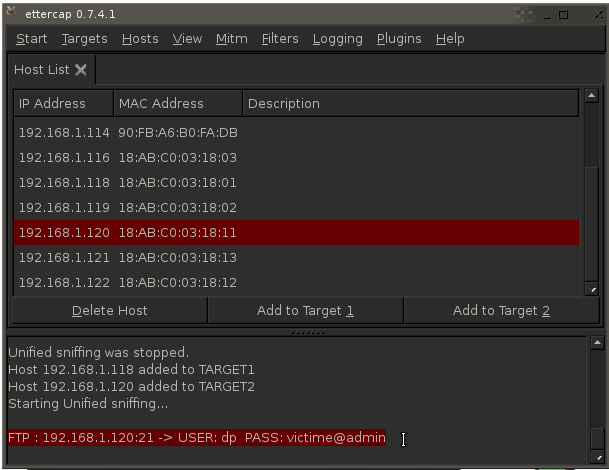 ettercap 0.7.4.1
Start Targets Hosts View Mitm Filters Logging Plugins Help
Host List
IP Address MAC Address Description
192.168.1.114 90:FB:A6:B0:FA:DB
192.168.1.116 18:AB:C0:03:18:03
192.168.1.118 18:AB:C0:03:18:01
192.168.1.119 18:AB:C0:03:18:02
192.168.1.120 18:AB:C0:03:18:11
192.168.1.121 18:AB:C0:03:18:13
192.168.1.122 18:AB:C0:03:18:12
Delete Host Add to Target 1 Add to Target 2
Unified sniffing was stopped.
Host 192.168.1.118 added to TARGET1
Host 192.168.1.120 added to TARGET2
Starting Unified sniffing...
FTP : 192.168.1.120:21 -> USER: dp PASS: victime@admin